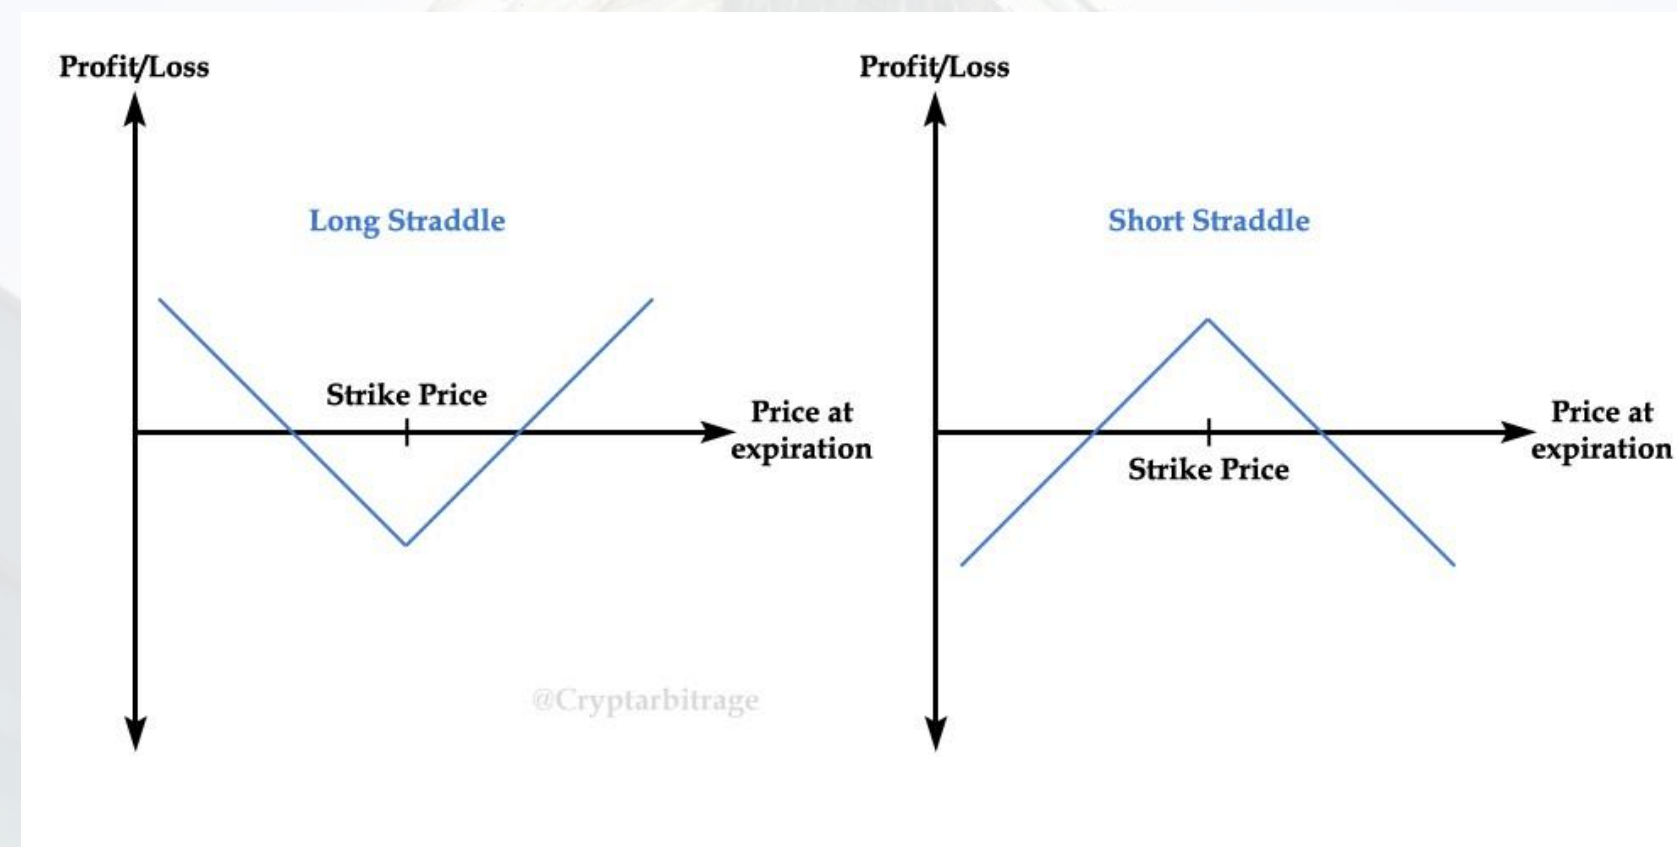 Profit/Loss
Long Straddle
Strike Price
Price at
expiration
@Cryptarbitrage
Profit/Loss
Short Straddle
Strike Price
Price at
expiration